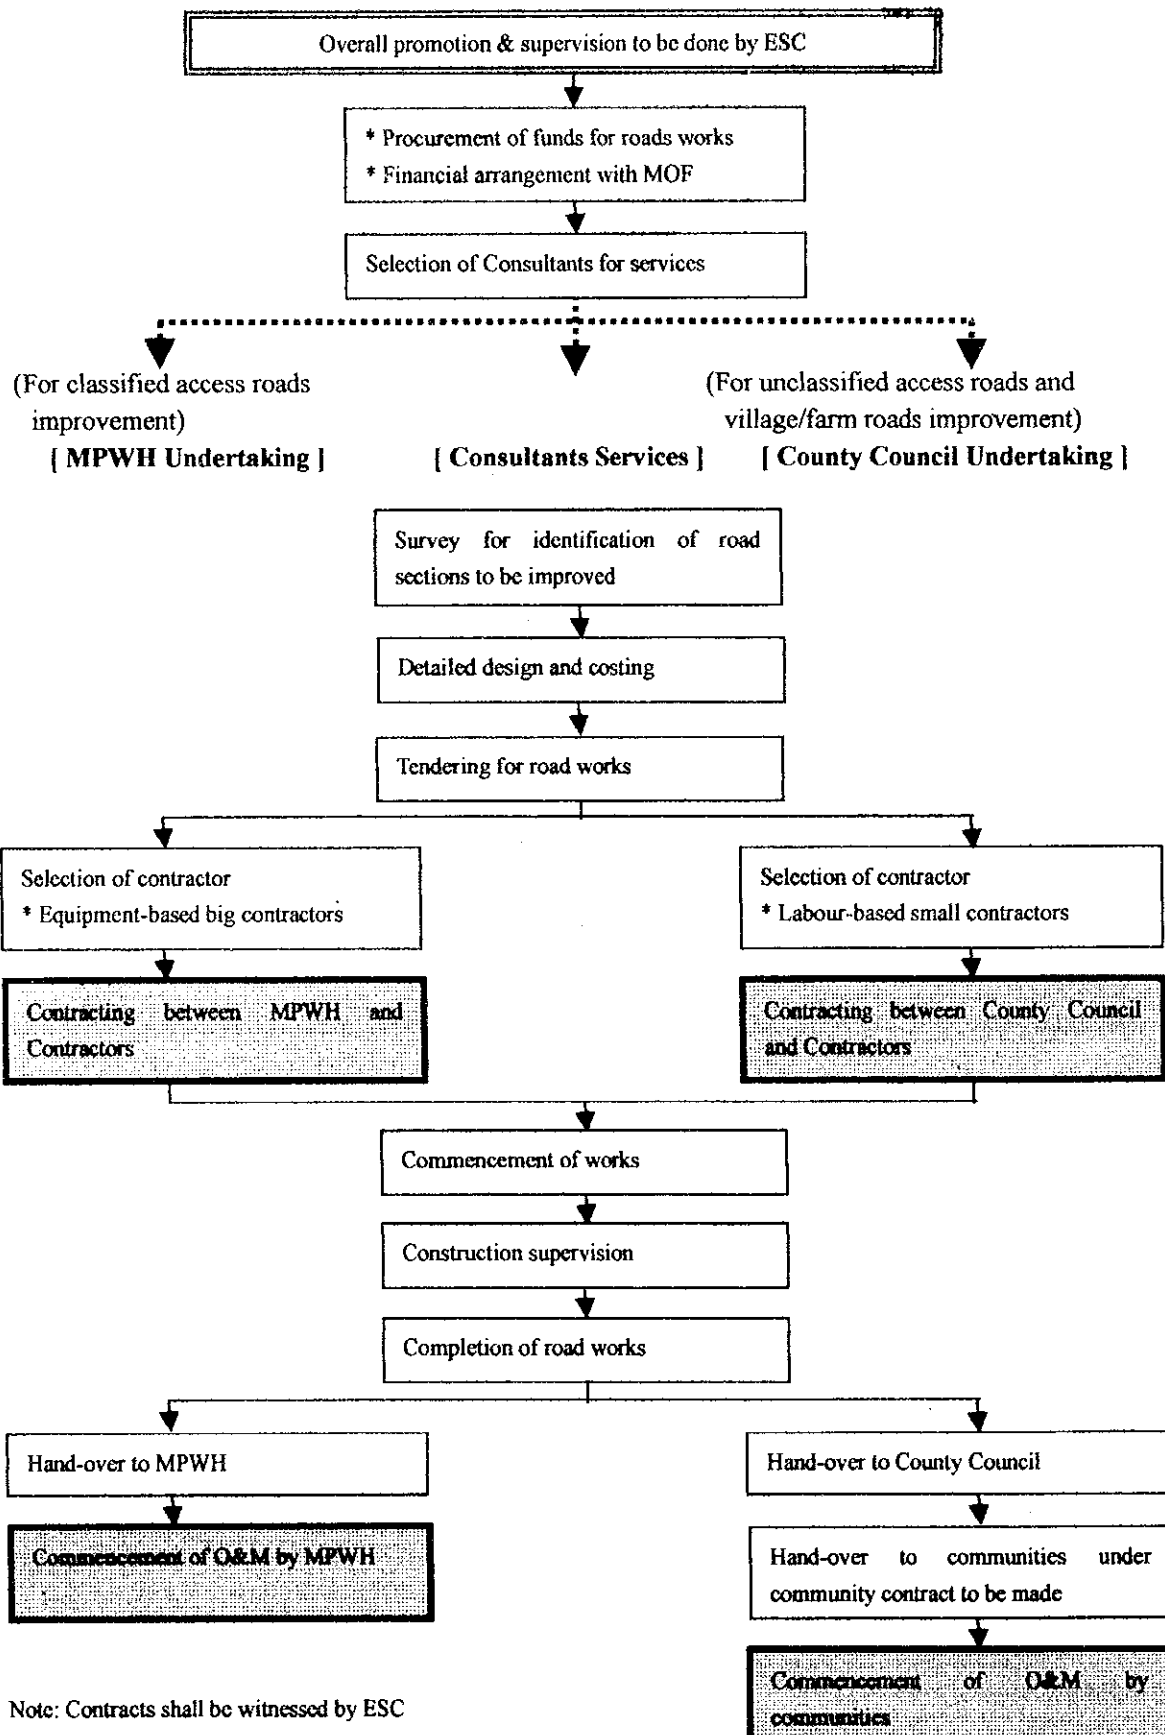 Overall promotion & supervision to be done by ESC
* Procurement of funds for roads works
* Financial arrangement with MOF
Selection of Consultants for services
(For classified access roads
improvement)
[ MPWH Undertaking ]
[ Consultants Services ]
(For unclassified access roads and
village/farm roads improvement)
[ County Council Undertaking ]
Survey for identification of road
sections to be improved
Detailed design and costing
Tendering for road works
Selection of contractor
* Equipment-based big contractors
Selection of contractor
* Labour-based small contractors
Contracting between MPWH and
Contractors
Contracting between County Council
and Contractors
Commencement of works
Construction supervision
Completion of road works
Hand-over to MPWH
Hand-over to County Council
Commencement of O&M by MPWH
Hand-over to communities under
community contract to be made
Commencement of O&M by
communities
Note: Contracts shall be witnessed by ESC